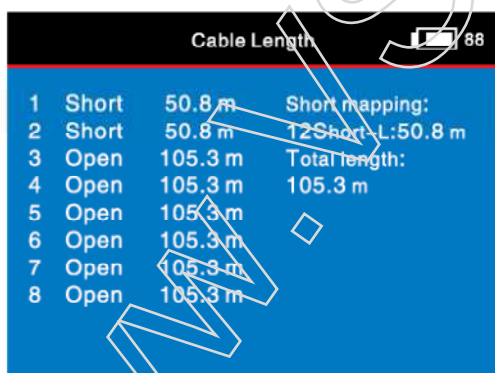 Cable Length 88
1 Short 50.8 m Short mapping:
2 Short 50.8 m 12Short--L:50.8 m
3 Open 105.3 m Total length:
4 Open 105.3 m 105.3 m
5 Open 105.3 m
6 Open 105.3 m
7 Open 105.3 m
8 Open 105.3 m